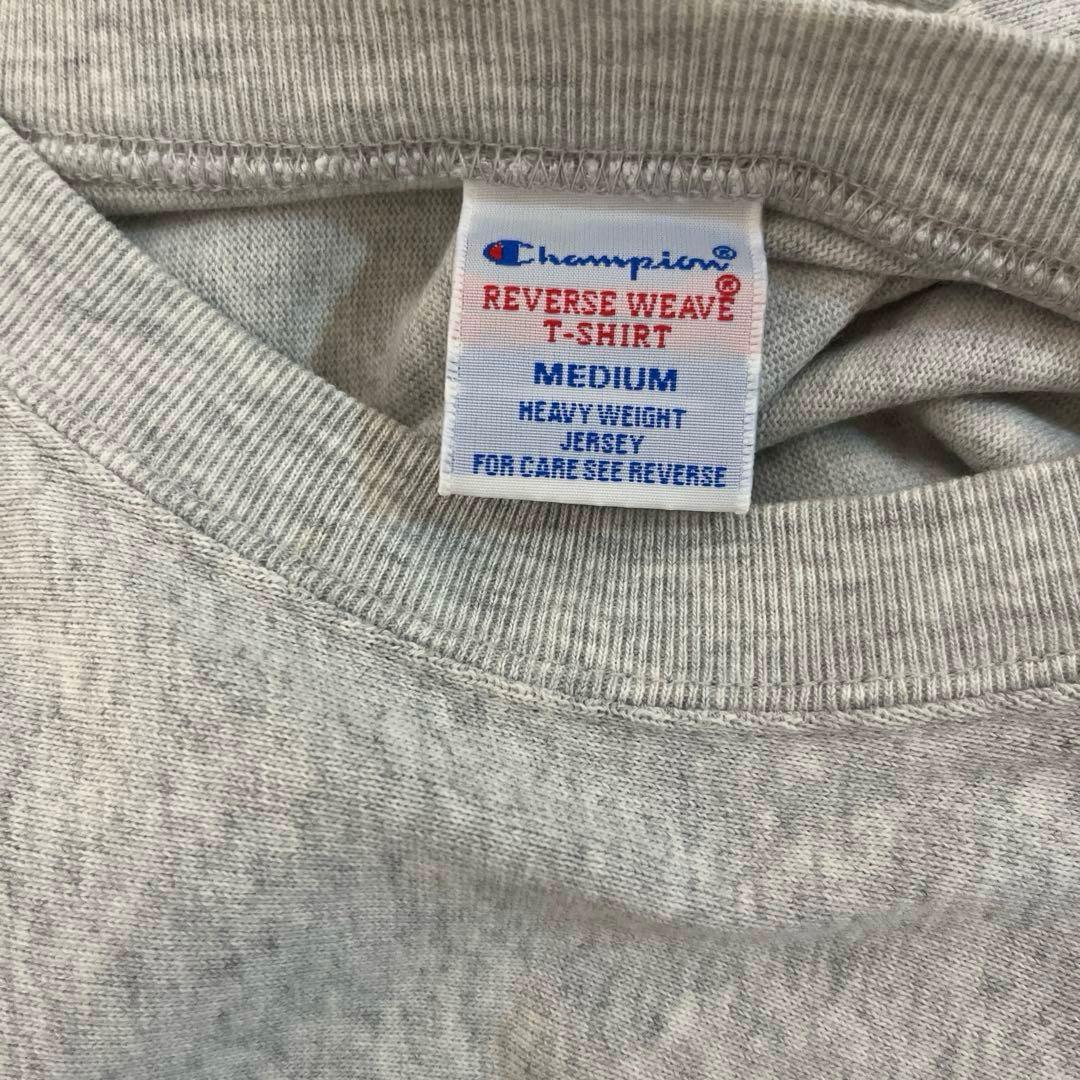 Champion®
REVERSE WEAVE®
T-SHIRT
MEDIUM
HEAVY WEIGHT
JERSEY
FOR CARE SEE REVERSE